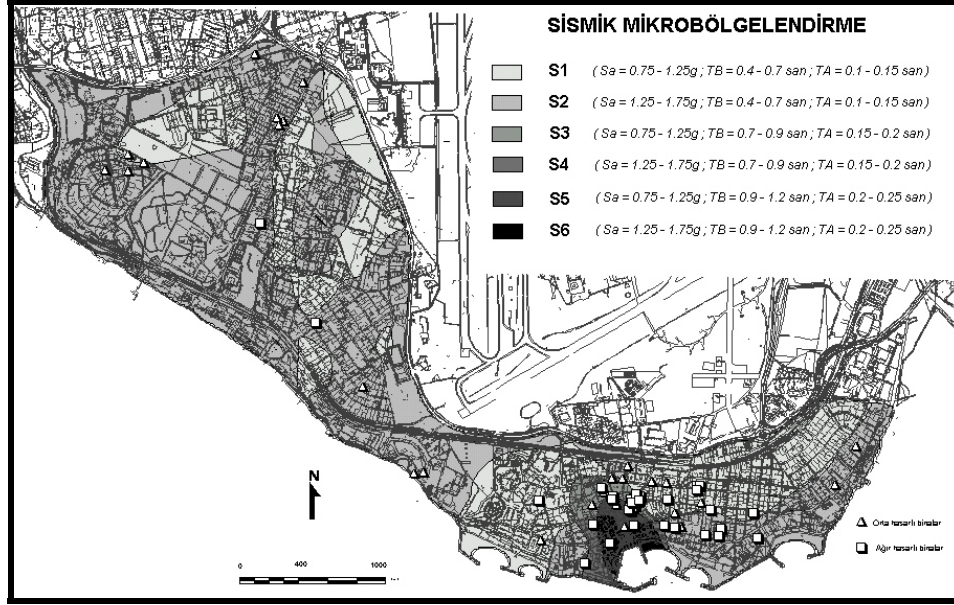 SİSMİK MİKROBÖLGELENDİRME
S1 ( Sa = 0.75 - 1.25g ; TB = 0.4 - 0.7 san ; TA = 0.1 - 0.15 san )
S2 ( Sa = 1.25 - 1.75g ; TB = 0.4 - 0.7 san ; TA = 0.1 - 0.15 san )
S3 ( Sa = 0.75 - 1.25g ; TB = 0.7 - 0.9 san ; TA = 0.15 - 0.2 san )
S4 ( Sa = 1.25 - 1.75g ; TB = 0.7 - 0.9 san ; TA = 0.15 - 0.2 san )
S5 ( Sa = 0.75 - 1.25g ; TB = 0.9 - 1.2 san ; TA = 0.2 - 0.25 san )
S6 ( Sa = 1.25 - 1.75g ; TB = 0.9 - 1.2 san ; TA = 0.2 - 0.25 san )
N
Orta hasarlı binalar
Ağır hasarlı binalar
0 400 1000